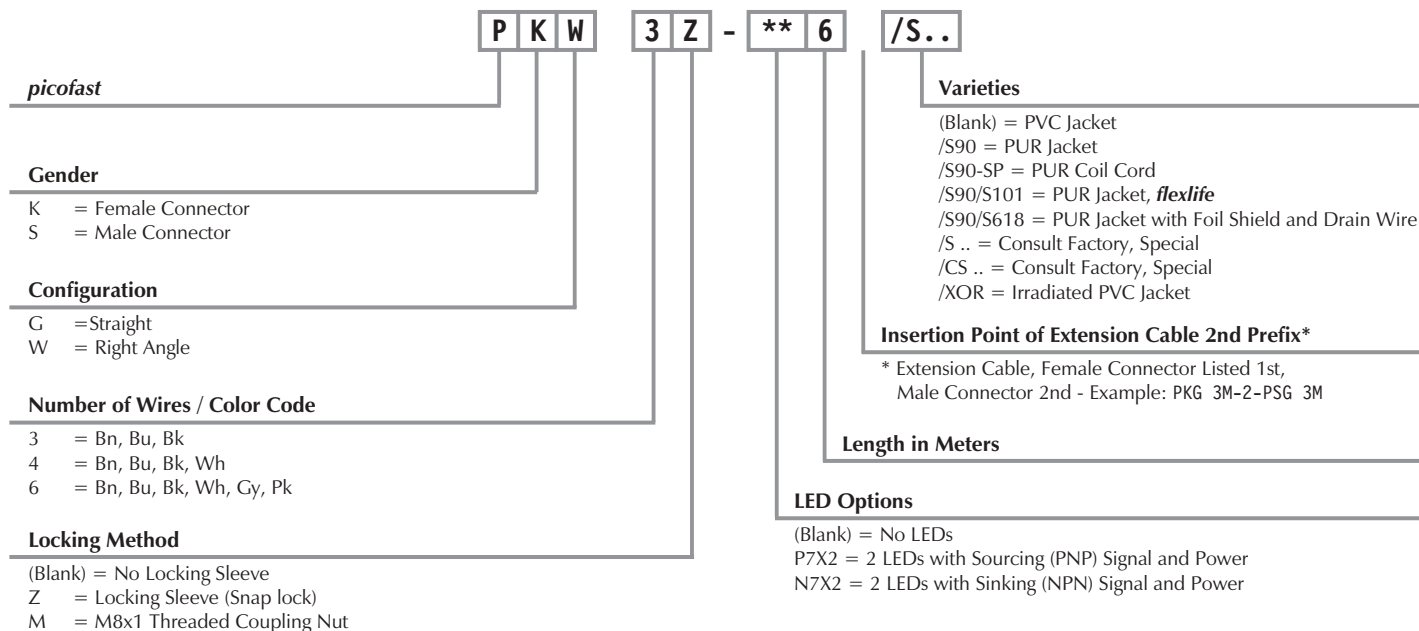 P K W 3 Z - ** 6 /S..
picofast
Gender
K = Female Connector
S = Male Connector
Configuration
G =Straight
W = Right Angle
Number of Wires / Color Code
3 = Bn, Bu, Bk
4 = Bn, Bu, Bk, Wh
6 = Bn, Bu, Bk, Wh, Gy, Pk
Locking Method
(Blank) = No Locking Sleeve
Z = Locking Sleeve (Snap lock)
M = M8x1 Threaded Coupling Nut
Varieties
(Blank) = PVC Jacket
/S90 = PUR Jacket
/S90-SP = PUR Coil Cord
/S90/S101 = PUR Jacket, flexlife
/S90/S618 = PUR Jacket with Foil Shield and Drain Wire
/S .. = Consult Factory, Special
/CS .. = Consult Factory, Special
/XOR = Irradiated PVC Jacket
Insertion Point of Extension Cable 2nd Prefix*
* Extension Cable, Female Connector Listed 1st,
Male Connector 2nd - Example: PKG 3M-2-PSG 3M
Length in Meters
LED Options
(Blank) = No LEDs
P7X2 = 2 LEDs with Sourcing (PNP) Signal and Power
N7X2 = 2 LEDs with Sinking (NPN) Signal and Power